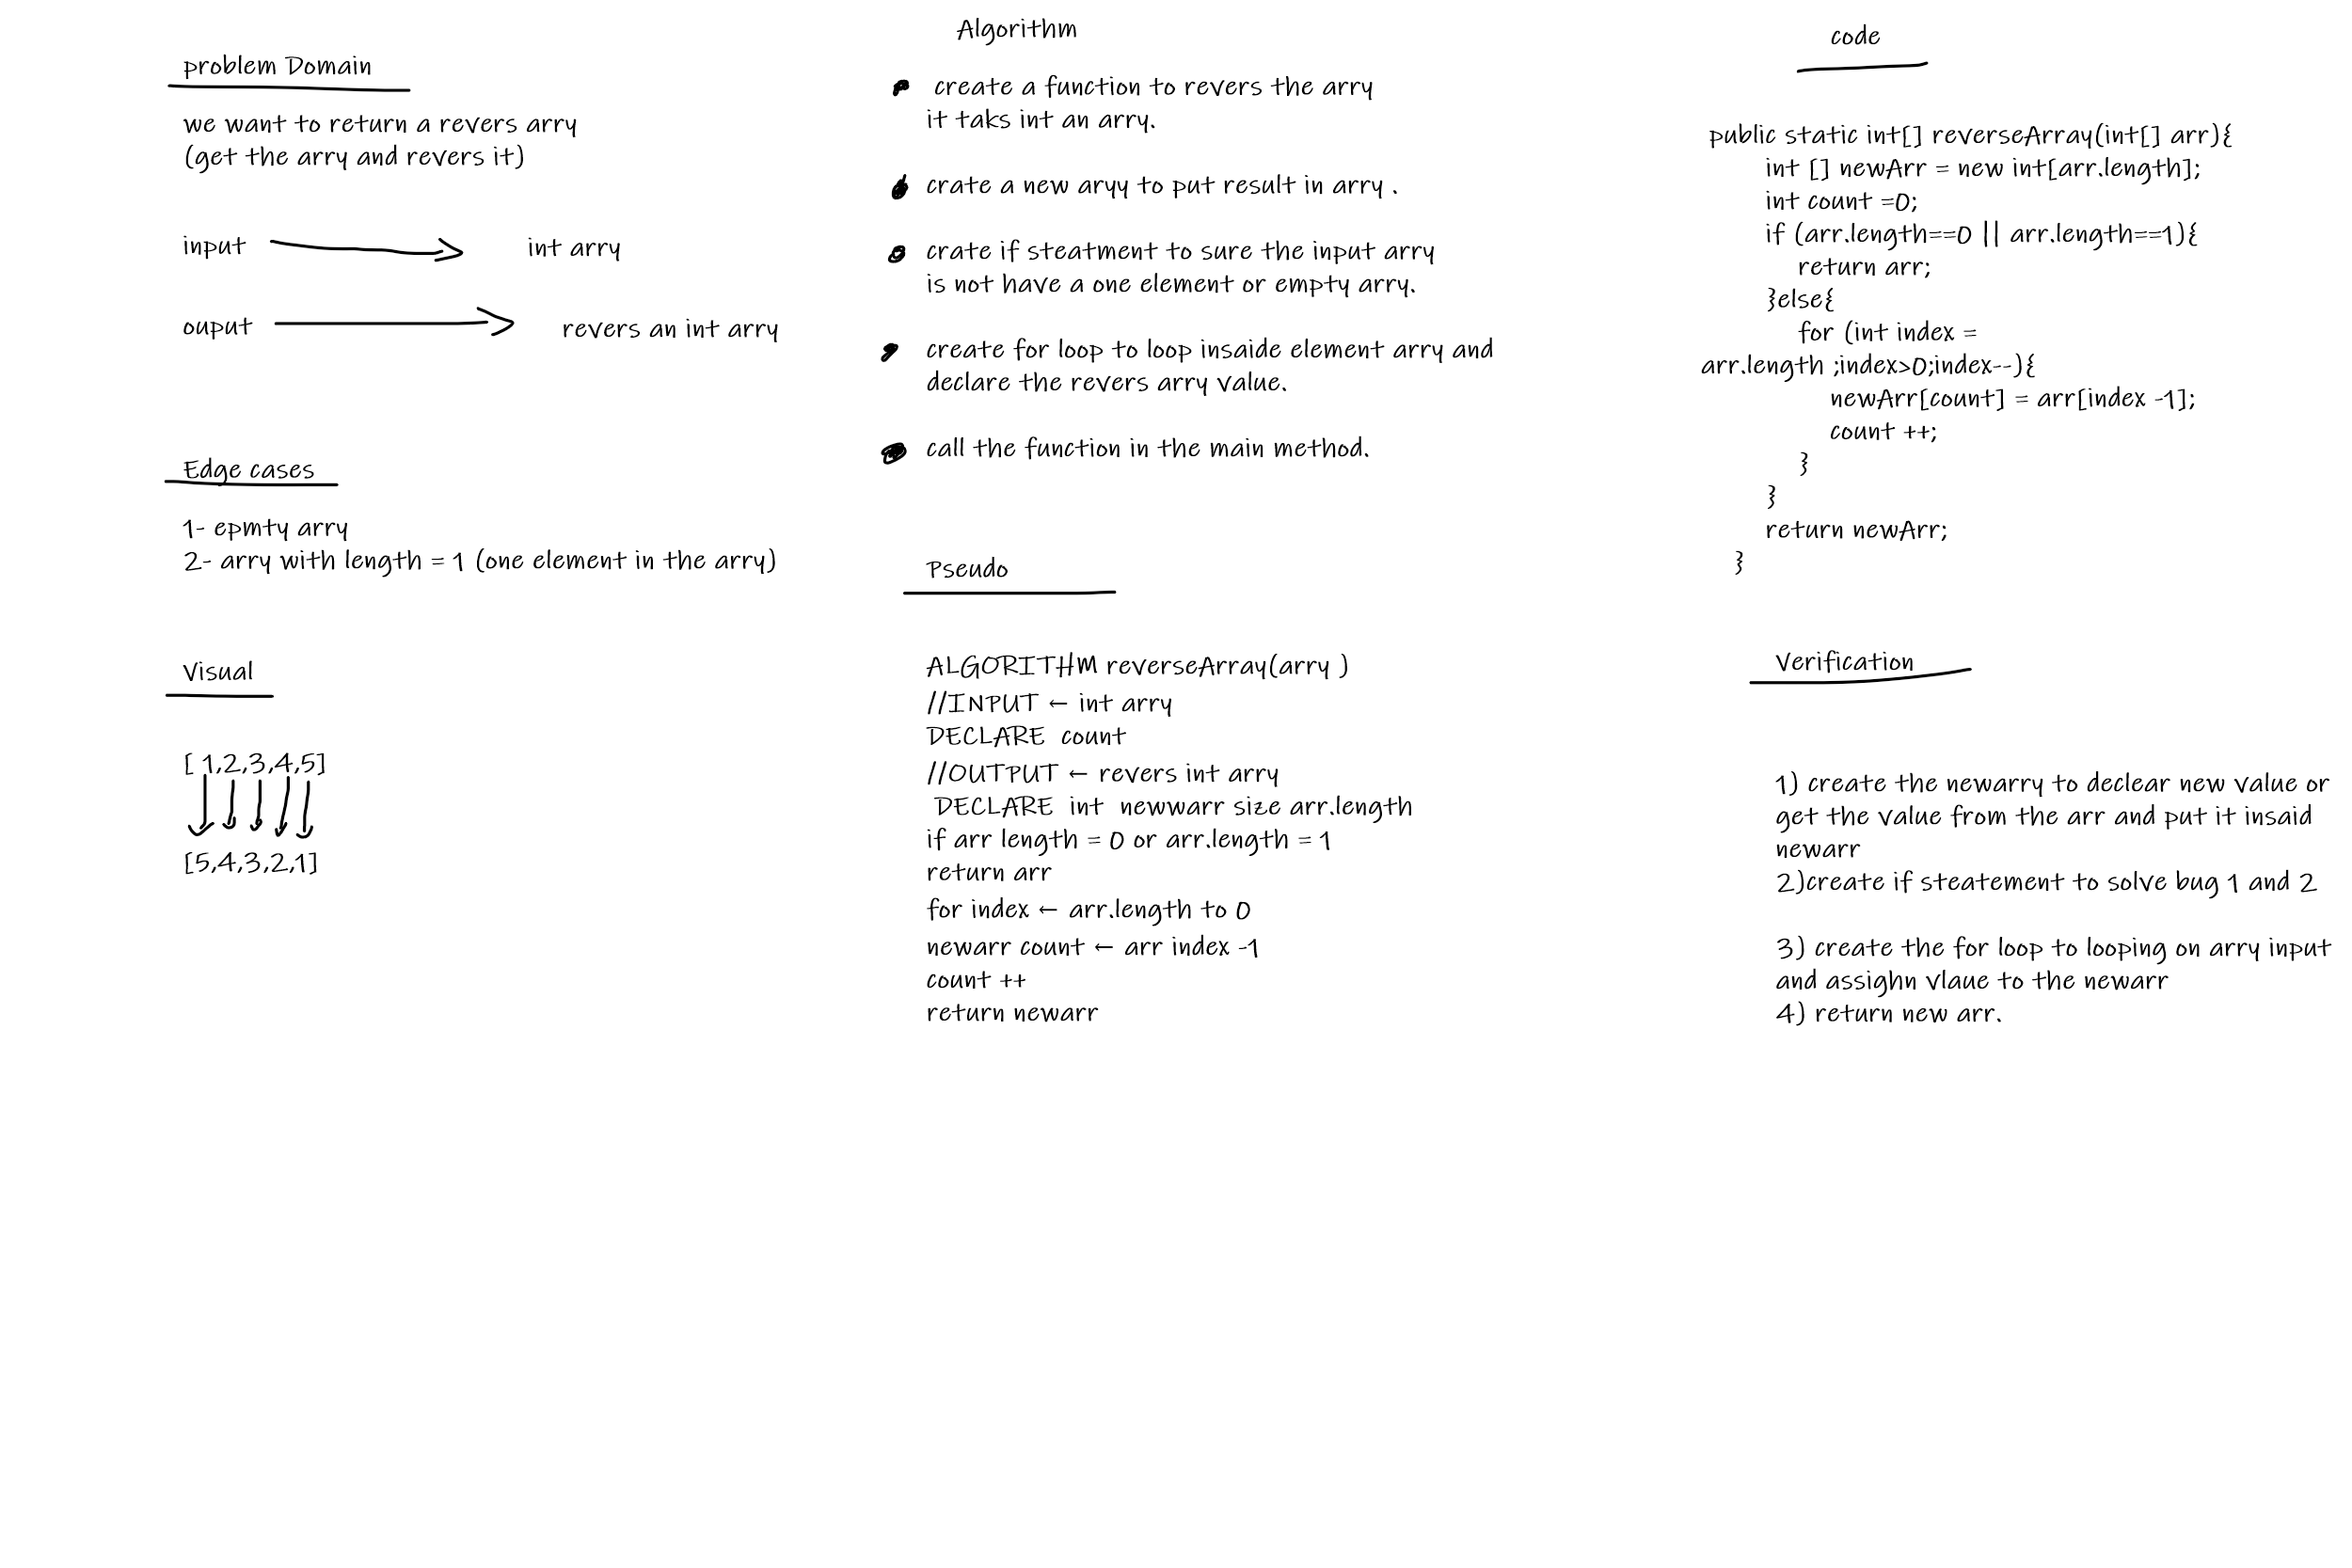 problem Domain
we want to return a revers arry
(get the arry and revers it)
input
int arry
ouput
revers an int arry
Edge cases
1- epmty arry
2- arry with length = 1 (one element in the arry)
Visual
[ 1,2,3,4,5]
[5,4,3,2,1]
Algorithm
create a function to revers the arry
it taks int an arry.
crate a new aryy to put result in arry .
crate if steatment to sure the input arry
is not have a one element or empty arry.
create for loop to loop insaide element arry and
declare the revers arry value.
call the function in the main method.
Pseudo
ALGORITHM reverseArray(arry )
//INPUT ← int arry
DECLARE count
//OUTPUT ← revers int arry
DECLARE int newwarr size arr.length
if arr length = 0 or arr.length = 1
return arr
for index ← arr.length to 0
newarr count ← arr index -1
count ++
return newarr
code
public static int[] reverseArray(int[] arr){
int [] newArr = new int[arr.length];
int count =0;
if (arr.length==0 || arr.length==1){
return arr;
}else{
for (int index =
arr.length ;index>0;index--){
newArr[count] = arr[index -1];
count ++;
}
}
return newArr;
}
Verification
1) create the newarry to declear new value or
get the value from the arr and put it insaid
newarr
2)create if steatement to solve bug 1 and 2
3) create the for loop to looping on arry input
and assighn vlaue to the newarr
4) return new arr.